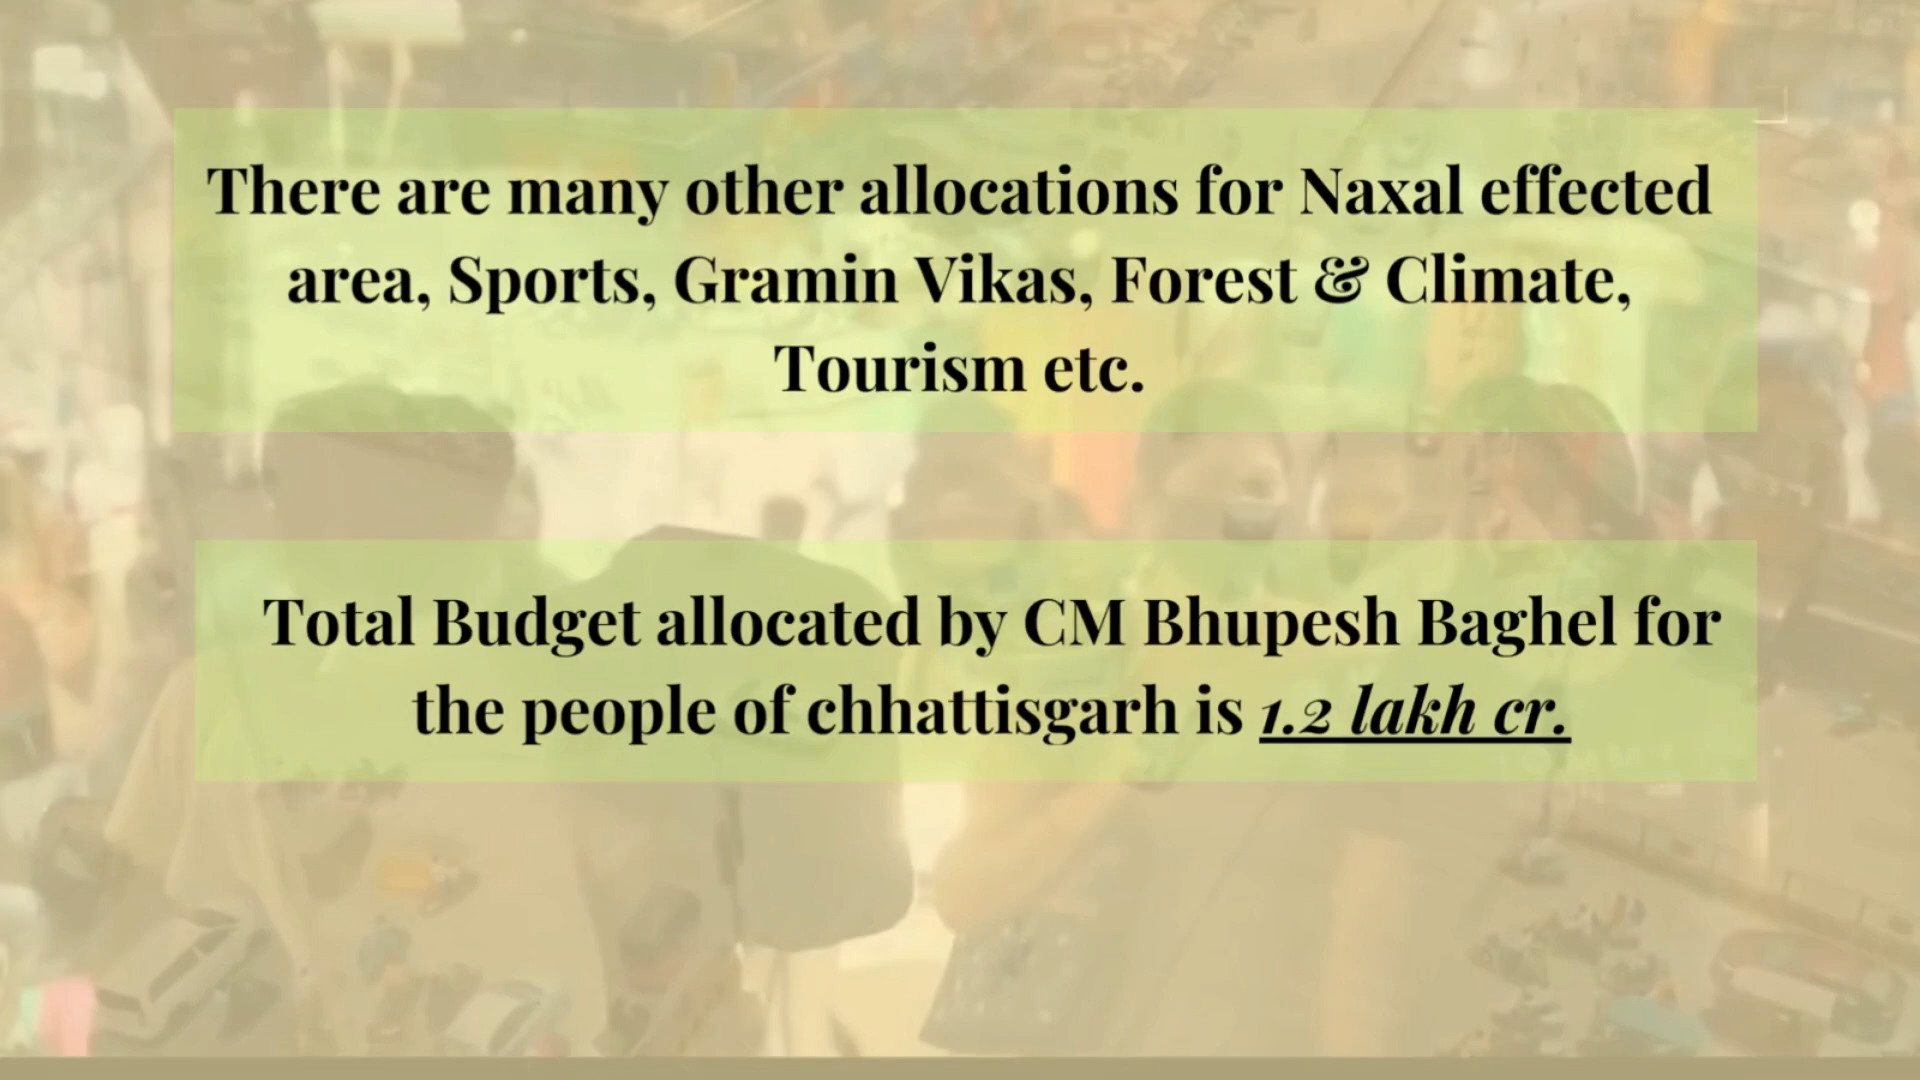 There are many other allocations for Naxal effected
area, Sports, Gramin Vikas, Forest & Climate,
Tourism etc.
Total Budget allocated by CM Bhupesh Baghel for
the people of chhattisgarh is 1.2 lakh cr.